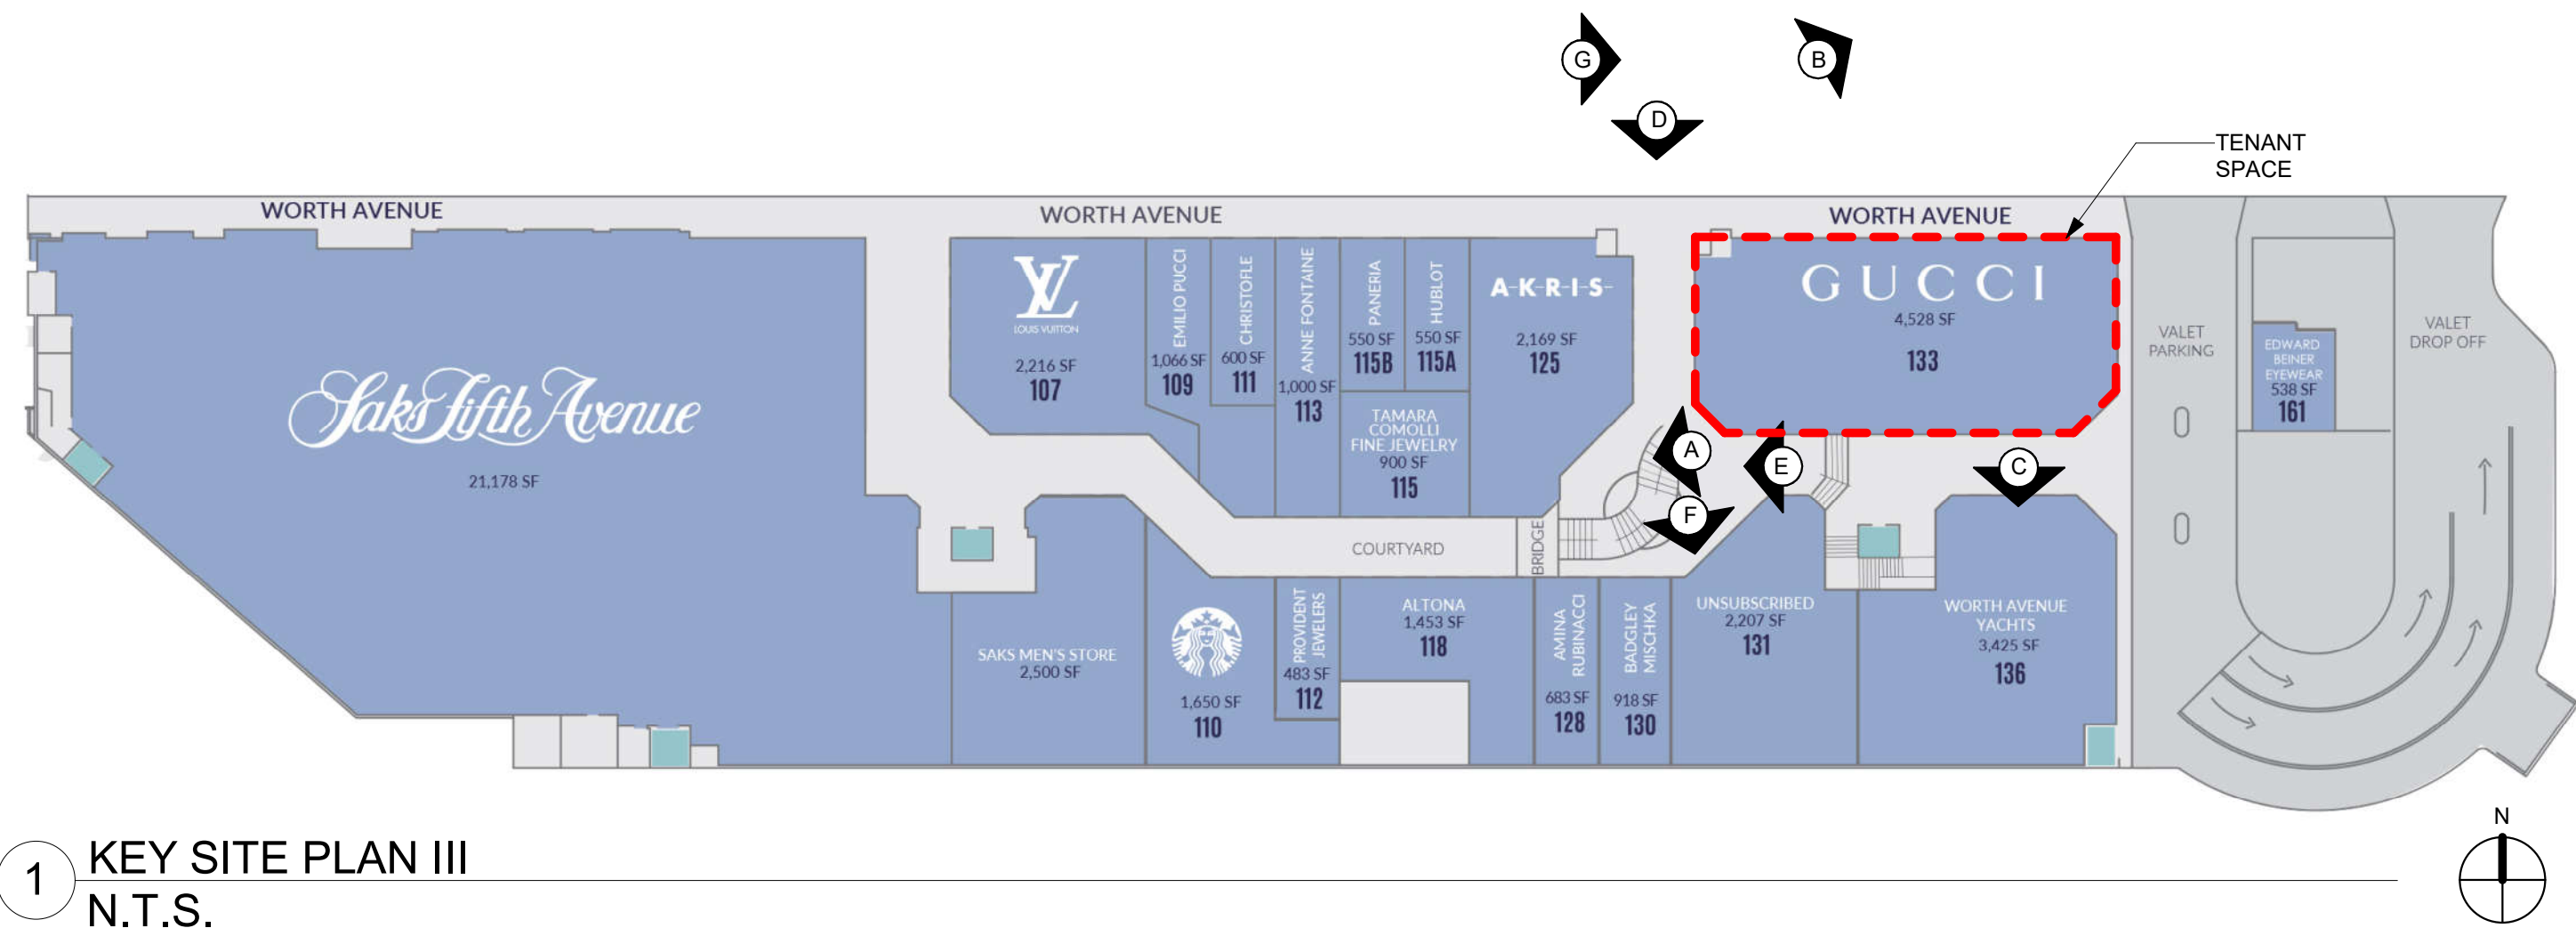 G
B
D
TENANT
SPACE
WORTH AVENUE
WORTH AVENUE
WORTH AVENUE
Saks Fifth Avenue
21,178 SF
LV
LOUIS VUITTON
2,216 SF
107
EMILIO PUCCI
1,066 SF
109
CHRISTOFLE
600 SF
111
ANNE FONTAINE
1,000 SF
113
PANERIA
550 SF
115B
HUBLOT
550 SF
115A
TAMARA
COMOLLI
FINE JEWELRY
900 SF
115
A-K-R-I-S-
2,169 SF
125
GUCCI
4,528 SF
133
VALET
PARKING
EDWARD
BEINER
EYEWEAR
538 SF
161
VALET
DROP OFF
A
E
C
F
COURTYARD
BRIDGE
SAKS MEN'S STORE
2,500 SF
1,650 SF
110
PROVIDENT
JEWELERS
483 SF
112
ALTONA
1,453 SF
118
AMINA
RUBINACCI
683 SF
128
BADGLEY
MISCHKA
918 SF
130
UNSUBSCRIBED
2,207 SF
131
WORTH AVENUE
YACHTS
3,425 SF
136
1
KEY SITE PLAN III
N.T.S.
N